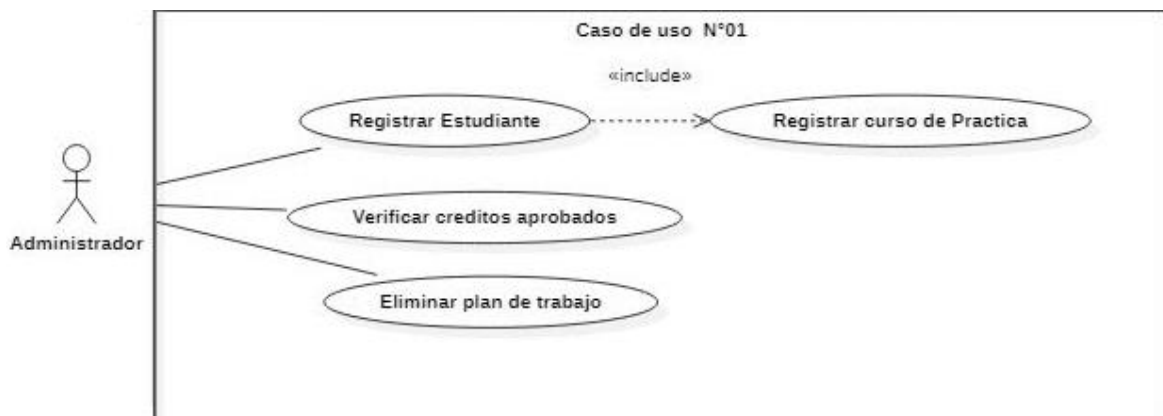 Caso de uso N°01
«include»
Registrar Estudiante
Registrar curso de Practica
Verificar creditos aprobados
Administrador
Eliminar plan de trabajo